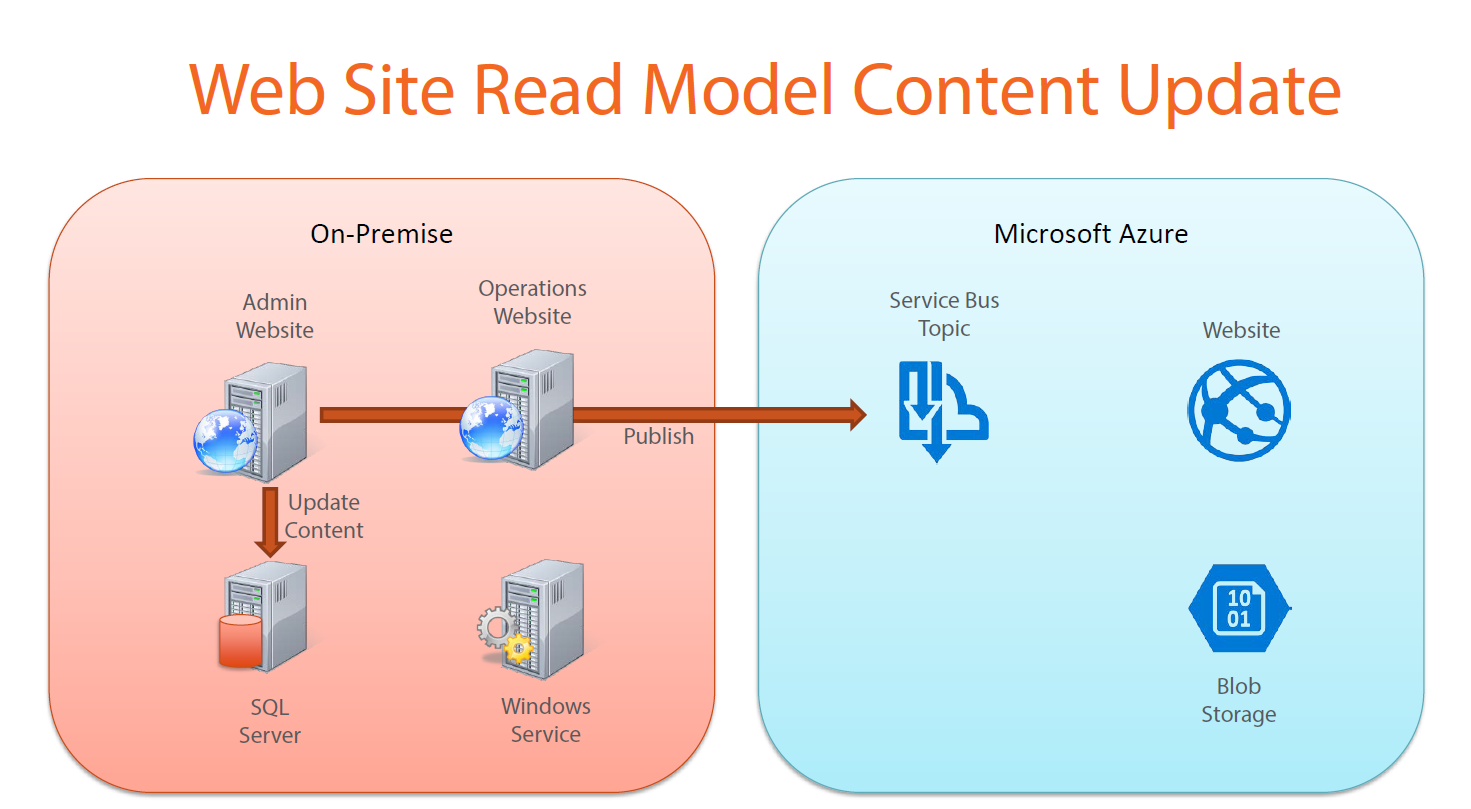 Web Site Read Model Content Update
On-Premise
Admin
Website
Operations
Website
Publish
Update
Content
SQL
Server
Windows
Service
Microsoft Azure
Service Bus
Topic
Website
10
01
Blob
Storage